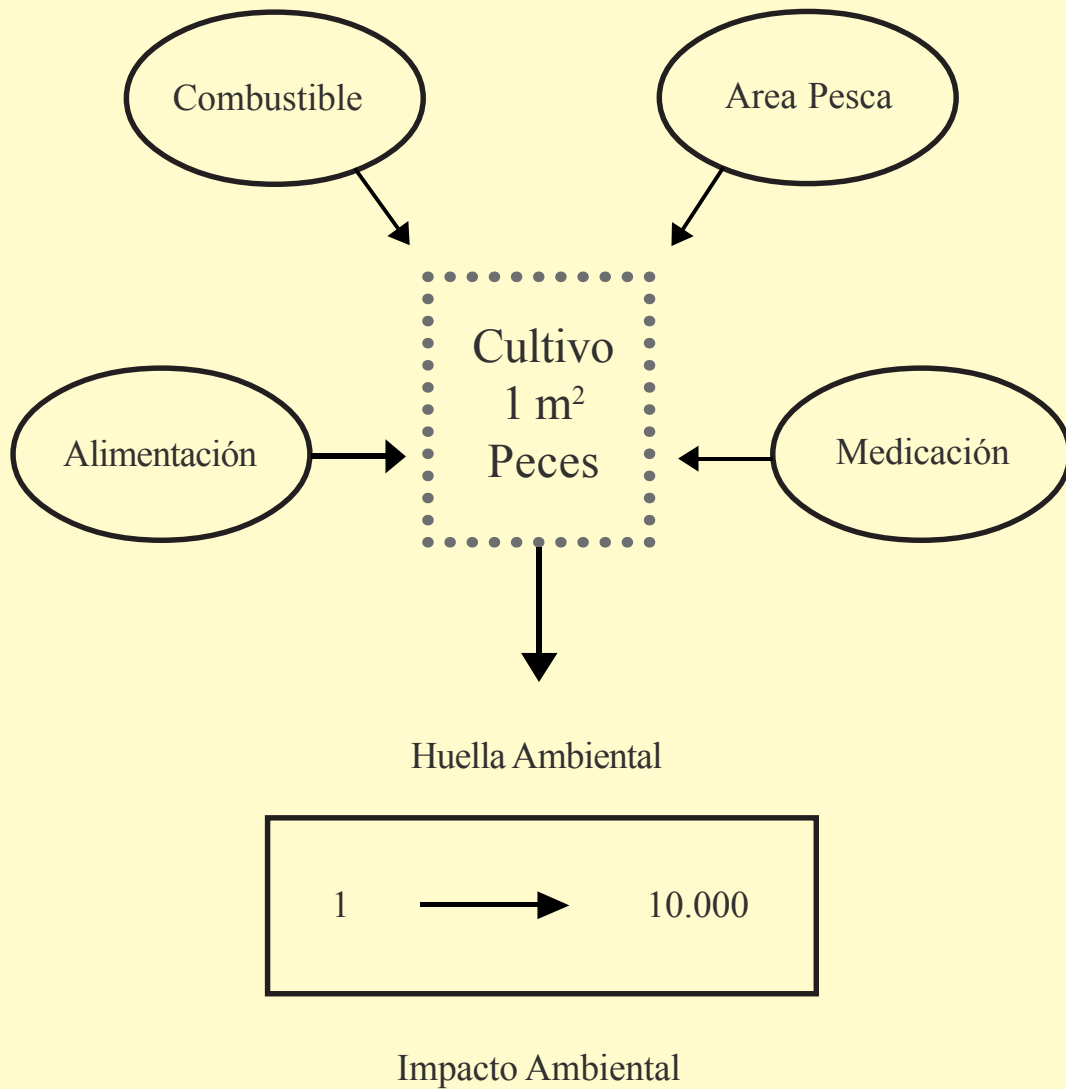 Combustible
Area Pesca
Cultivo
1 m²
Peces
Alimentación
Medicación
Huella Ambiental
1
10.000
Impacto Ambiental